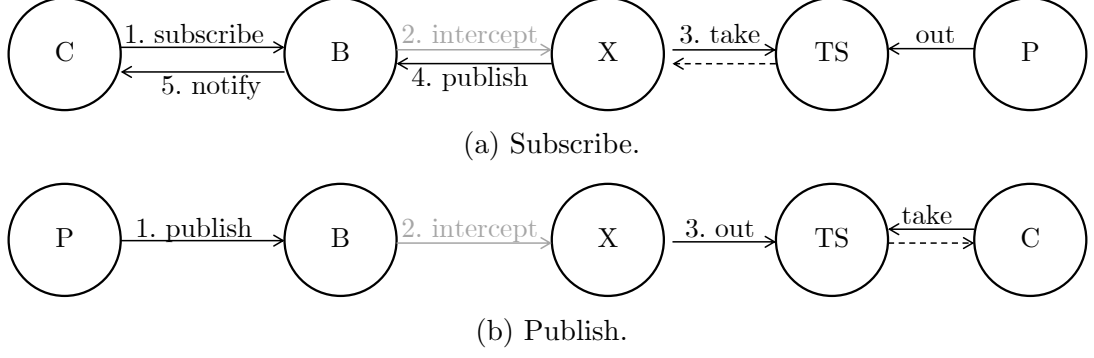 C 1. subscribe B 2. intercept X 3. take TS out P
5. notify 4. publish
(a) Subscribe.
P 1. publish B 2. intercept X 3. out TS take C
(b) Publish.